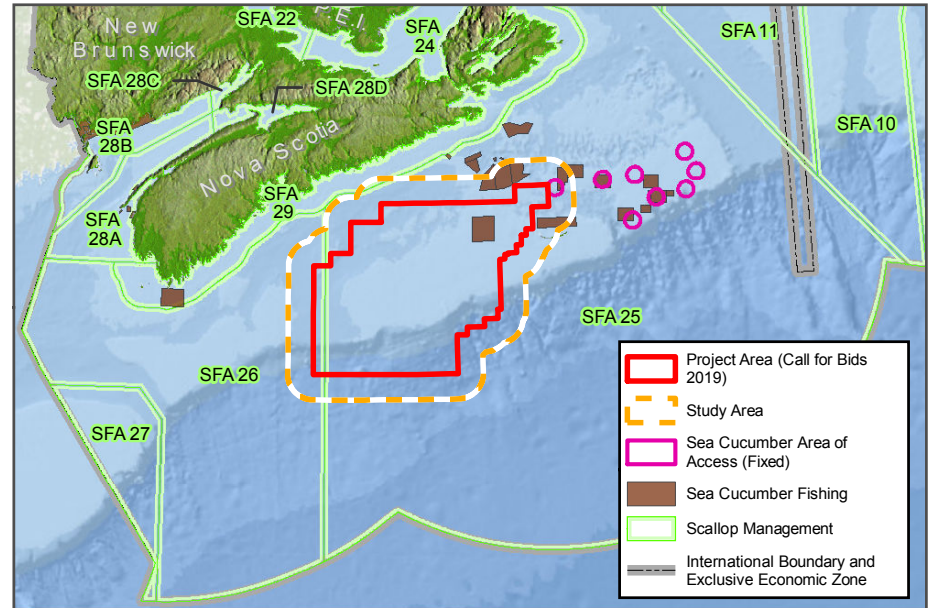 SFA 22
P.E.I.
SFA
24
SFA 11
New
Brunswick
SFA 28C
SFA 28D
SFA
28B
SFA 10
Nova Scotia
SFA
29
SFA
28A
SFA 25
SFA 26
SFA 27
Project Area (Call for Bids
2019)
Study Area
Sea Cucumber Area of
Access (Fixed)
Sea Cucumber Fishing
Scallop Management
International Boundary and
Exclusive Economic Zone